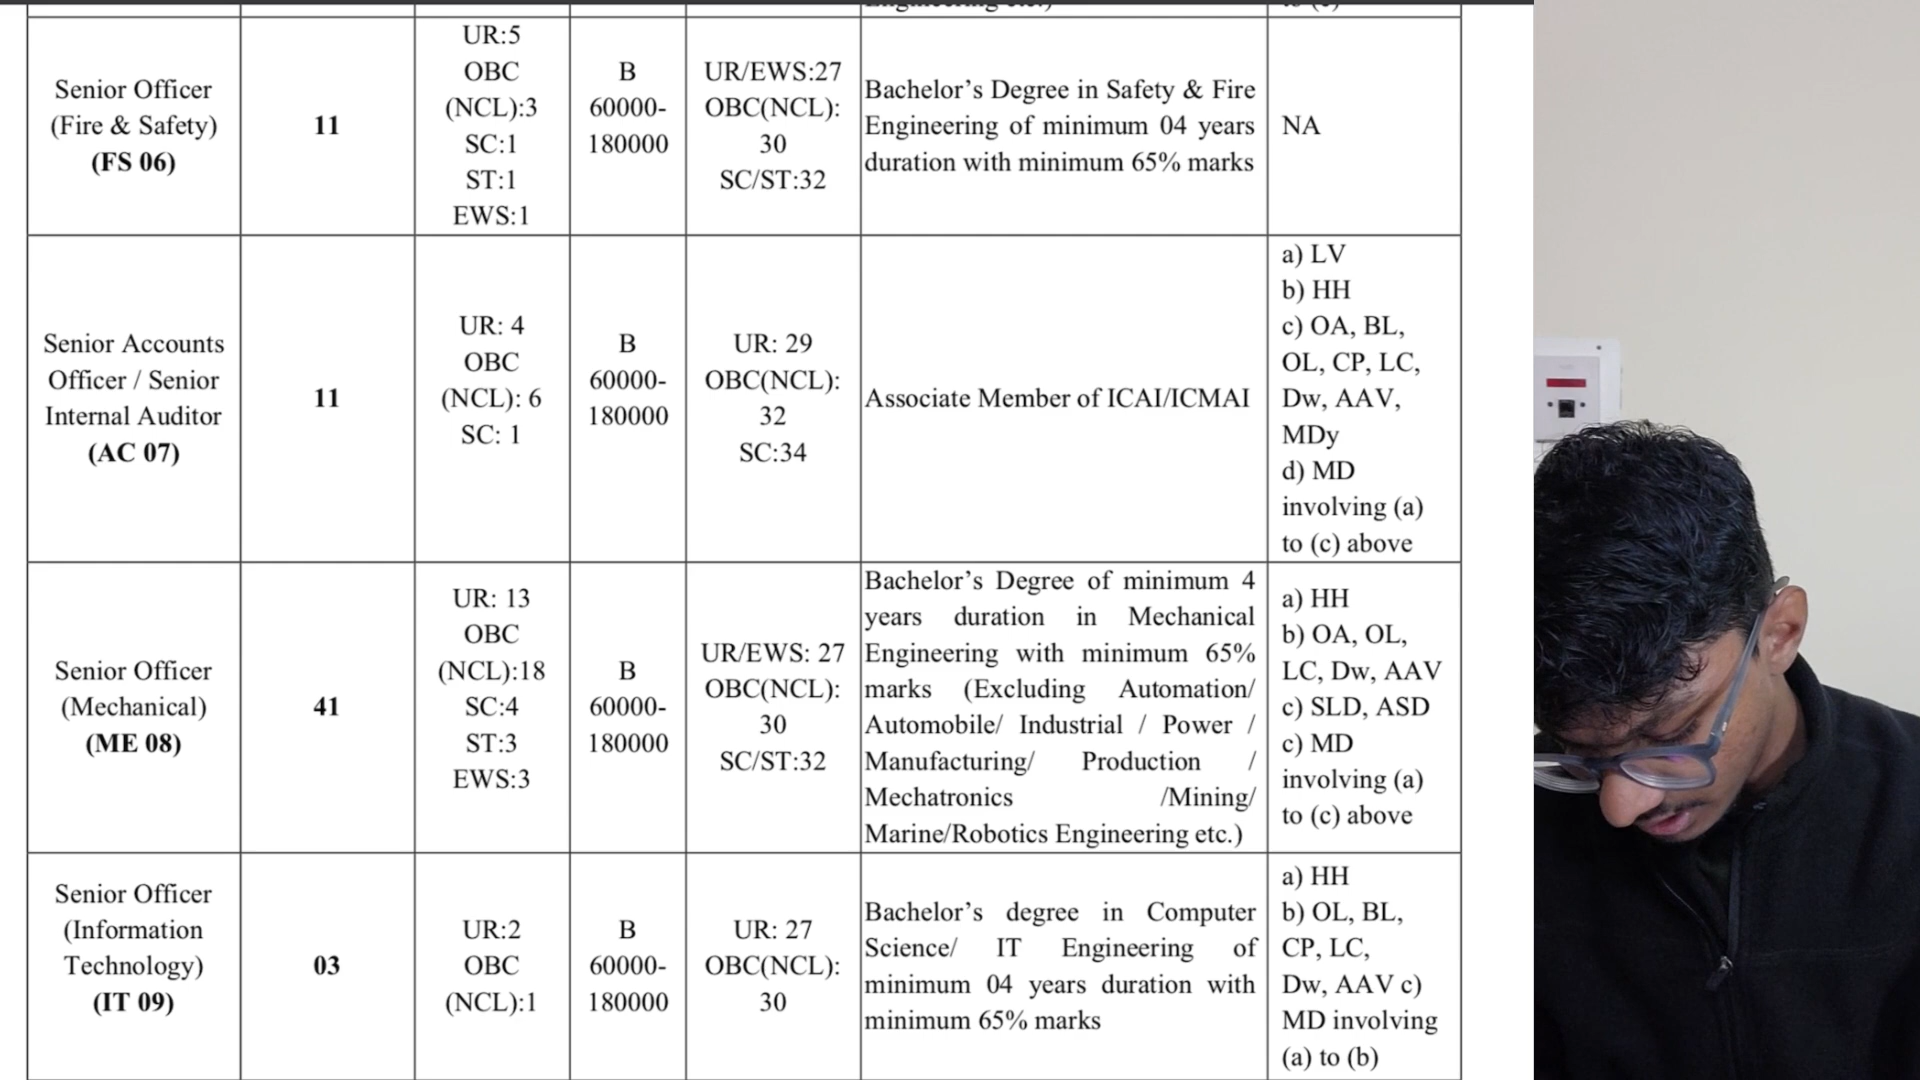 Senior Officer
(Fire & Safety)
(FS 06)
11
UR:5
OBC
(NCL):3
SC:1
ST:1
EWS:1
B
60000-
180000
UR/EWS:27
OBC(NCL):
30
SC/ST:32
Bachelor’s Degree in Safety & Fire
Engineering of minimum 04 years
duration with minimum 65% marks
NA
Senior Accounts
Officer / Senior
Internal Auditor
(AC 07)
11
UR: 4
OBC
(NCL): 6
SC: 1
B
60000-
180000
UR: 29
OBC(NCL):
32
SC:34
Associate Member of ICAI/ICMAI
a) LV
b) HH
c) OA, BL,
OL, CP, LC,
Dw, AAV,
MDy
d) MD
involving (a)
to (c) above
Senior Officer
(Mechanical)
(ME 08)
41
UR: 13
OBC
(NCL):18
SC:4
ST:3
EWS:3
B
60000-
180000
UR/EWS: 27
OBC(NCL):
30
SC/ST:32
Bachelor’s Degree of minimum 4
years duration in Mechanical
Engineering with minimum 65%
marks (Excluding Automation/
Automobile/ Industrial / Power /
Manufacturing/ Production /
Mechatronics /Mining/
Marine/Robotics Engineering etc.)
a) HH
b) OA, OL,
LC, Dw, AAV
c) SLD, ASD
c) MD
involving (a)
to (c) above
Senior Officer
(Information
Technology)
(IT 09)
03
UR:2
OBC
(NCL):1
B
60000-
180000
UR: 27
OBC(NCL):
30
Bachelor’s degree in Computer
Science/ IT Engineering of
minimum 04 years duration with
minimum 65% marks
a) HH
b) OL, BL,
CP, LC,
Dw, AAV c)
MD involving
(a) to (b)